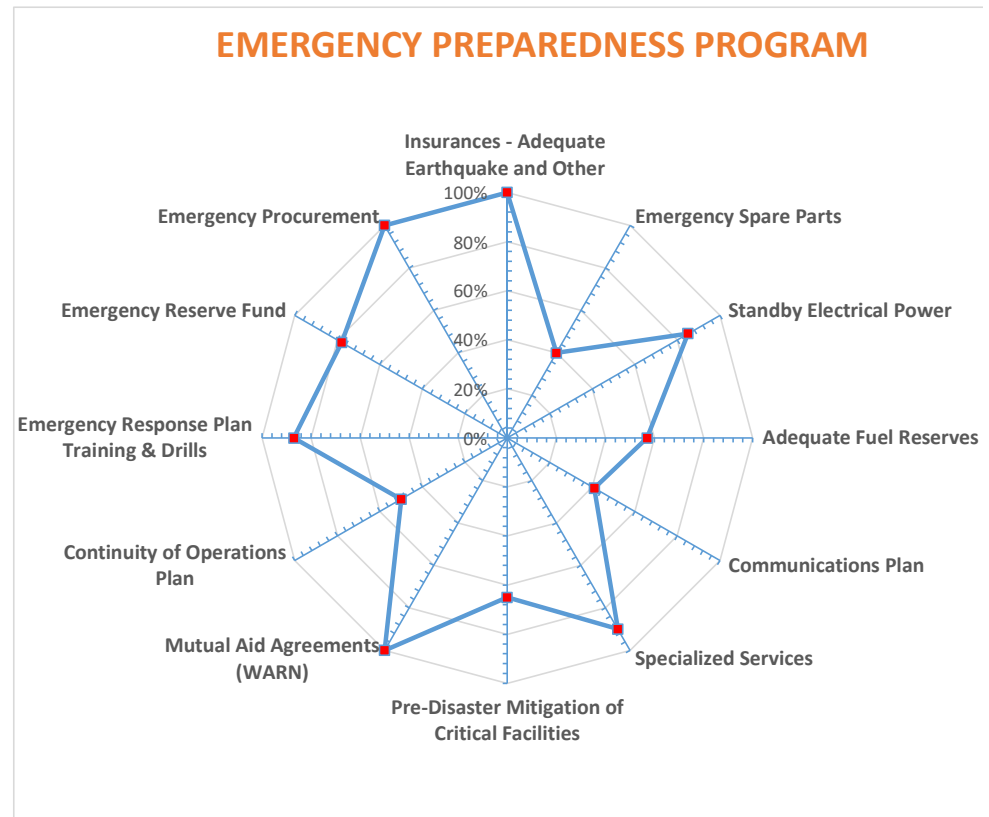 EMERGENCY PREPAREDNESS PROGRAM
Insurances - Adequate
Earthquake and Other
Emergency Spare Parts
Standby Electrical Power
Adequate Fuel Reserves
Communications Plan
Specialized Services
Pre-Disaster Mitigation of
Critical Facilities
Mutual Aid Agreements
(WARN)
Continuity of Operations
Plan
Emergency Response Plan
Training & Drills
Emergency Reserve Fund
Emergency Procurement
100%
80%
60%
40%
20%
0%